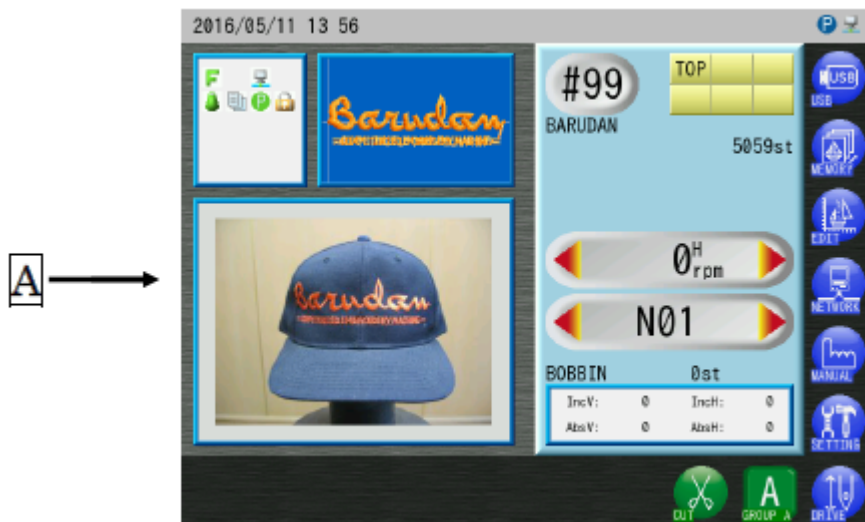 2016/05/11 13 56
P
F
P
Barudan
#99
TOP
BARUDAN
5059st
USB
USB
MEMORY
EDIT
A
Barudan
0 H rpm
NETWORK
N01
MANUAL
BOBBIN 0st
IncV: 0 IncH: 0
AbsV: 0 AbsH: 0
SETTING
CUT
A
GROUP A
DRIVE